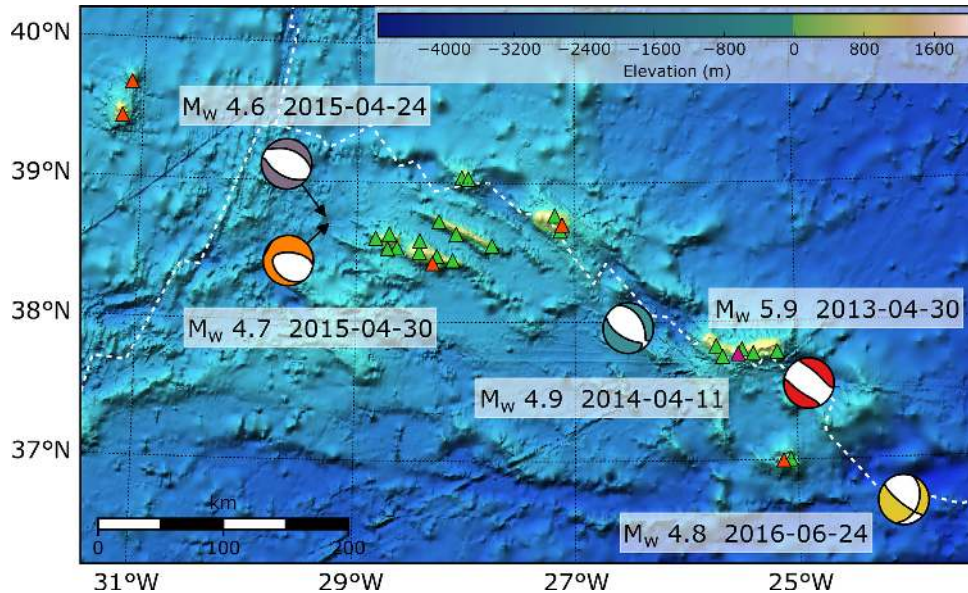 40°N
−4000 −3200 −2400 −1600 −800 0 800 1600
Elevation (m)
Mw 4.6 2015-04-24
39°N
38°N
Mw 5.9 2013-04-30
Mw 4.7 2015-04-30
Mw 4.9 2014-04-11
37°N
km
0 200
Mw 4.8 2016-06-24
31°W 29°W 27°W 25°W